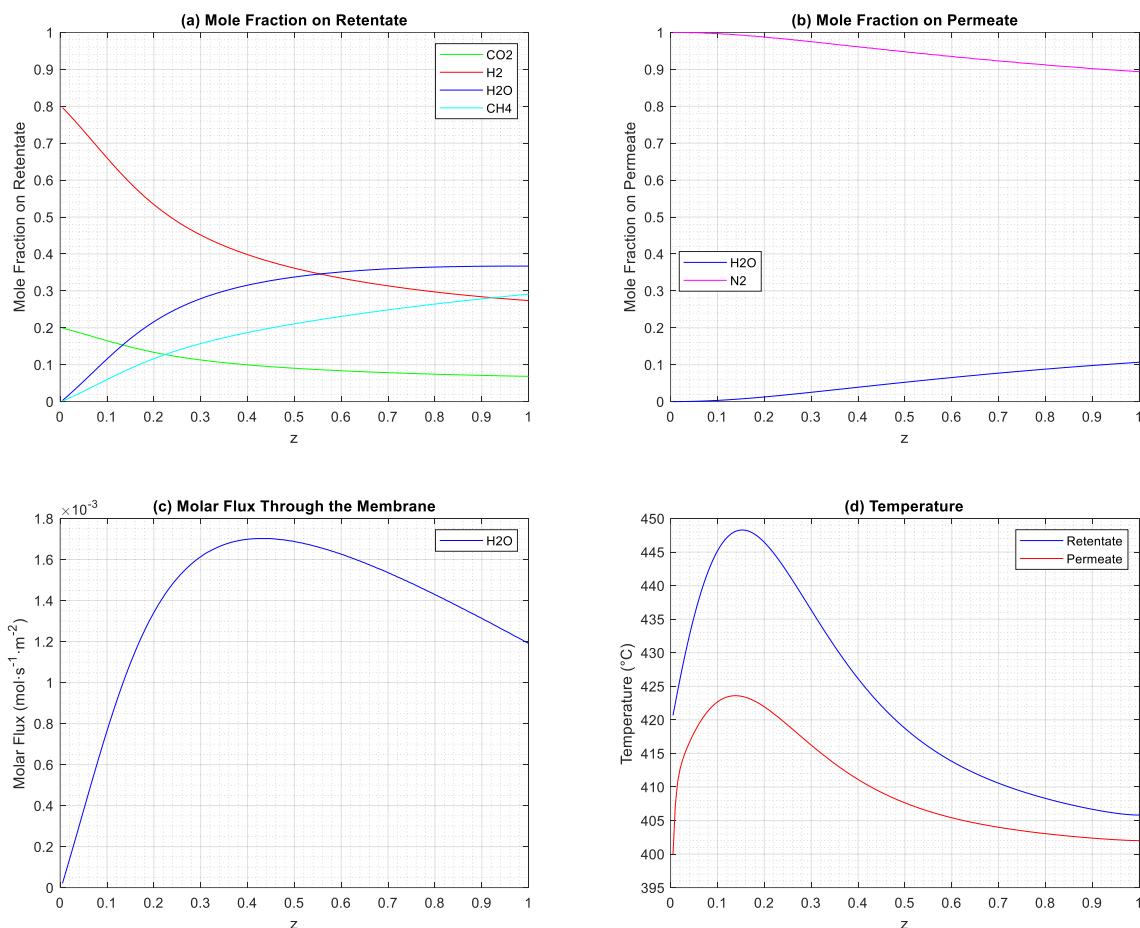 (a) Mole Fraction on Retentate
Mole Fraction on Retentate
1
0.9
0.8
0.7
0.6
0.5
0.4
0.3
0.2
0.1
0
CO2
H2
H2O
CH4
0 0.1 0.2 0.3 0.4 0.5 0.6 0.7 0.8 0.9 1
z
(b) Mole Fraction on Permeate
Mole Fraction on Permeate
1
0.9
0.8
0.7
0.6
0.5
0.4
0.3
0.2
0.1
0
H2O
N2
0 0.1 0.2 0.3 0.4 0.5 0.6 0.7 0.8 0.9 1
z
(c) Molar Flux Through the Membrane
×10⁻³
Molar Flux (mol·s⁻¹·m⁻²)
1.8
1.6
1.4
1.2
1
0.8
0.6
0.4
0.2
0
H2O
0 0.1 0.2 0.3 0.4 0.5 0.6 0.7 0.8 0.9 1
z
(d) Temperature
Temperature (°C)
450
445
440
435
430
425
420
415
410
405
400
395
Retentate
Permeate
0 0.1 0.2 0.3 0.4 0.5 0.6 0.7 0.8 0.9 1
z